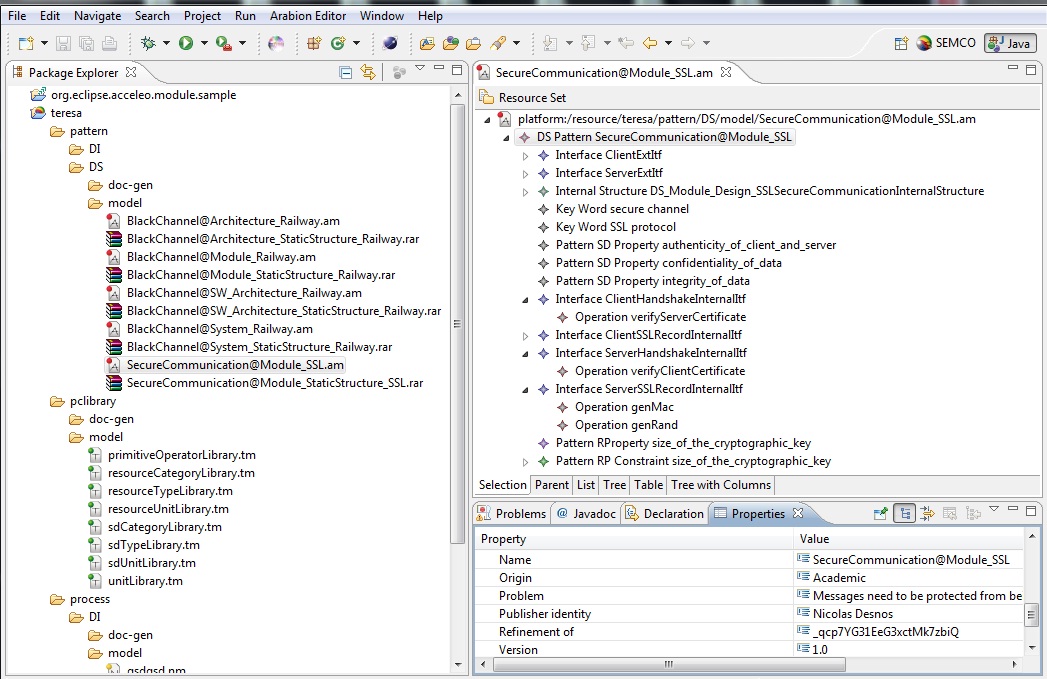 File Edit Navigate Search Project Run Arabion Editor Window Help
SEMCO Java
Package Explorer
org.eclipse.acceleo.module.sample
teresa
pattern
DI
DS
doc-gen
model
BlackChannel@Architecture_Railway.am
BlackChannel@Architecture_StaticStructure_Railway.rar
BlackChannel@Module_Railway.am
BlackChannel@Module_StaticStructure_Railway.rar
BlackChannel@SW_Architecture_Railway.am
BlackChannel@SW_Architecture_StaticStructure_Railway.rar
BlackChannel@System_Railway.am
BlackChannel@System_StaticStructure_Railway.rar
SecureCommunication@Module_SSL.am
SecureCommunication@Module_StaticStructure_SSL.rar
pclibrary
doc-gen
model
primitiveOperatorLibrary.tm
resourceCategoryLibrary.tm
resourceTypeLibrary.tm
resourceUnitLibrary.tm
sdCategoryLibrary.tm
sdTypeLibrary.tm
sdUnitLibrary.tm
unitLibrary.tm
process
DI
doc-gen
model
SecureCommunication@Module_SSL.am
Resource Set
platform:/resource/teresa/pattern/DS/model/SecureCommunication@Module_SSL.am
DS Pattern SecureCommunication@Module_SSL
Interface ClientExtItf
Interface ServerExtItf
Internal Structure DS_Module_Design_SSLSecureCommunicationInternalStructure
Key Word secure channel
Key Word SSL protocol
Pattern SD Property authenticity_of_client_and_server
Pattern SD Property confidentiality_of_data
Pattern SD Property integrity_of_data
Interface ClientHandshakeInternalItf
Operation verifyServerCertificate
Interface ClientSSLRecordInternalItf
Interface ServerHandshakeInternalItf
Operation verifyClientCertificate
Interface ServerSSLRecordInternalItf
Operation genMac
Operation genRand
Pattern RProperty size_of_the_cryptographic_key
Pattern RP Constraint size_of_the_cryptographic_key
Selection Parent List Tree Table Tree with Columns
Problems @ Javadoc Declaration Properties
Property Value
Name SecureCommunication@Module_SSL
Origin Academic
Problem Messages need to be protected from be
Publisher identity Nicolas Desnos
Refinement of _qcp7YG31EeG3xctMk7zbiQ
Version 1.0